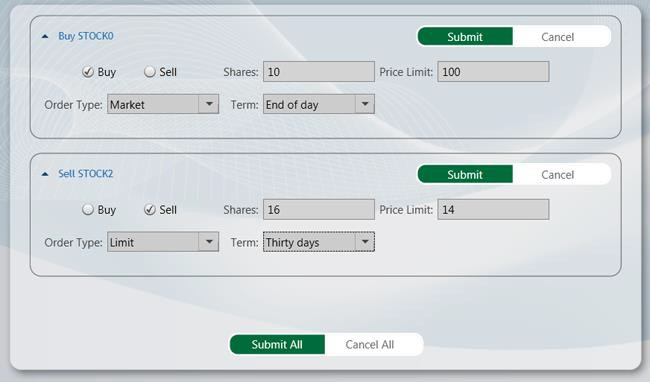 Buy STOCK0 Submit Cancel
Buy Sell Shares: 10 Price Limit: 100
Order Type: Market Term: End of day
Sell STOCK2 Submit Cancel
Buy Sell Shares: 16 Price Limit: 14
Order Type: Limit Term: Thirty days
Submit All Cancel All